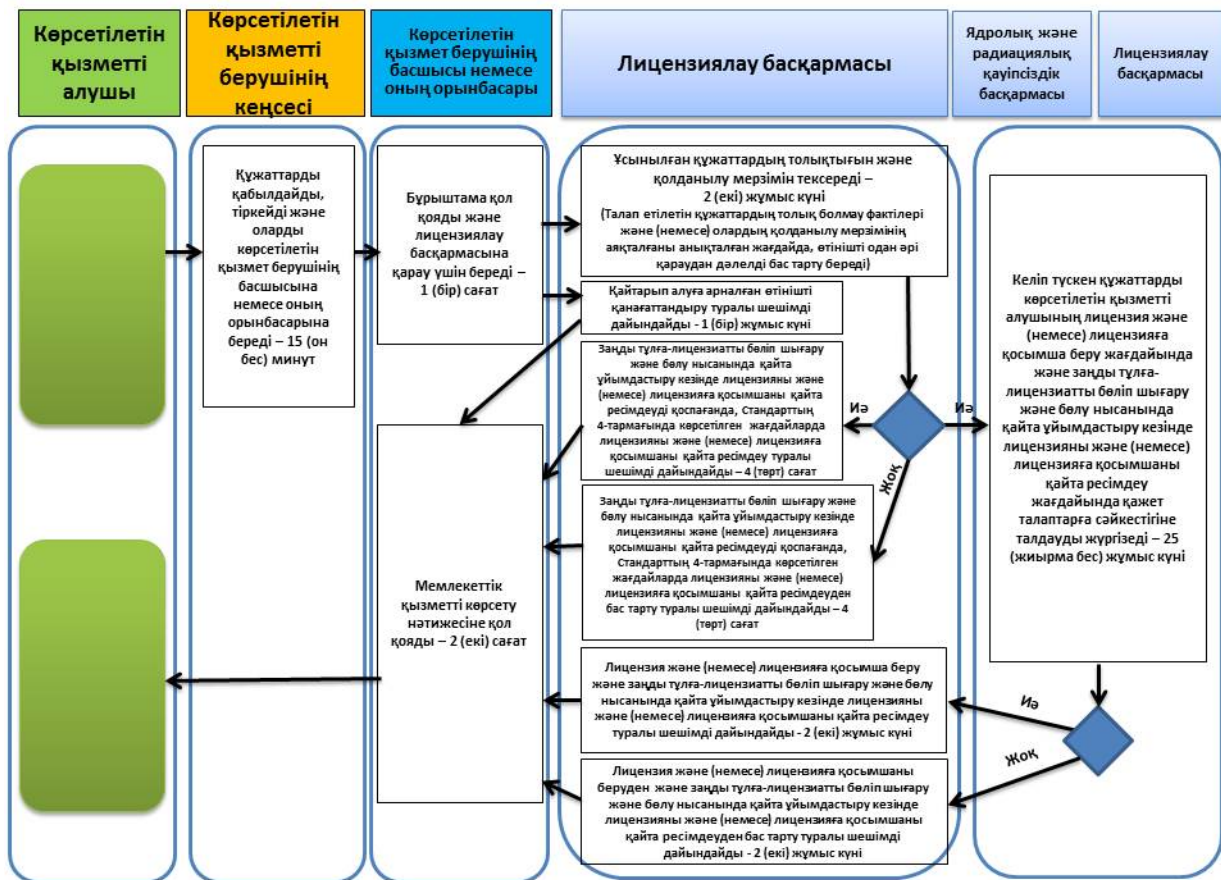 Көрсетілетін
қызметті
алушы
Көрсетілетін
қызметті
берушінің
кеңсесі
Көрсетілетін
қызмет берушінің
басшысы немесе
оның орынбасары
Лицензиялау басқармасы
Ядролық және
радиациялық
қауіпсіздік
басқармасы
Лицензиялау
басқармасы
Құжаттарды
қабылдайды,
тіркейді және
оларды
көрсетілетін
қызмет берушінің
басшысына
немесе оның
орынбасарына
береді – 15 (он
бес) минут
Бұрыштама қол
қояды және
лицензиялау
басқармасына
қарау үшін береді –
1 (бір) сағат
Ұсынылған құжаттардың толықтығын және
қолданылу мерзімін тексереді –
2 (екі) жұмыс күні
(Талап етілетін құжаттардың толық болмау фактілері
және (немесе) олардың қолданылу мерзімінің
аяқталғаны анықталған жағдайда, өтінішті одан әрі
қараудан дәлелді бас тарту береді)
Қайтарып алуға арналған өтінішті
қанағаттандыру туралы шешімді
дайындайды - 1 (бір) жұмыс күні
Заңды тұлға-лицензиатты бөліп шығару
және бөлу нысанында қайта
ұйымдастыру кезінде лицензияны және
(немесе) лицензияға қосымшаны қайта
ресімдеуді қоспағанда, Стандарттың
4-тармағында көрсетілген жағдайларда
лицензияны және (немесе) лицензияға
қосымшаны қайта ресімдеу туралы
шешімді дайындайды – 4 (төрт) сағат
Иә
Иә
Жоқ
Заңды тұлға-лицензиатты бөліп шығару және
бөлу нысанында қайта ұйымдастыру кезінде
лицензияны және (немесе) лицензияға
қосымшаны қайта ресімдеуді қоспағанда,
Стандарттың 4-тармағында көрсетілген
жағдайларда лицензияны және (немесе)
лицензияға қосымшаны қайта ресімдеуден
бас тарту туралы шешімді дайындайды – 4
(төрт) сағат
Мемлекеттік
қызметті көрсету
нәтижесіне қол
қояды – 2 (екі) сағат
Келіп түскен құжаттарды
көрсетілетін қызметті
алушының лицензия және
(немесе) лицензияға
қосымша беру жағдайында
және заңды тұлға-
лицензиатты бөліп шығару
және бөлу нысанында
қайта ұйымдастыру кезінде
лицензияны және (немесе)
лицензияға қосымшаны
қайта ресімдеу
жағдайында қажет
талаптарға сәйкестігіне
талдауды жүргізеді – 25
(жиырма бес) жұмыс күні
Лицензия және (немесе) лицензияға қосымша беру
және заңды тұлға-лицензиатты бөліп шығару және бөлу
нысанында қайта ұйымдастыру кезінде лицензияны
және (немесе) лицензияға қосымшаны қайта ресімдеу
туралы шешімді дайындайды - 2 (екі) жұмыс күні
Иә
Жоқ
Лицензия және (немесе) лицензияға қосымшаны
беруден және заңды тұлға-лицензиатты бөліп шығару
және бөлу нысанында қайта ұйымдастыру кезінде
лицензияны және (немесе) лицензияға қосымшаны
қайта ресімдеуден бас тарту туралы шешімді
дайындайды - 2 (екі) жұмыс күні